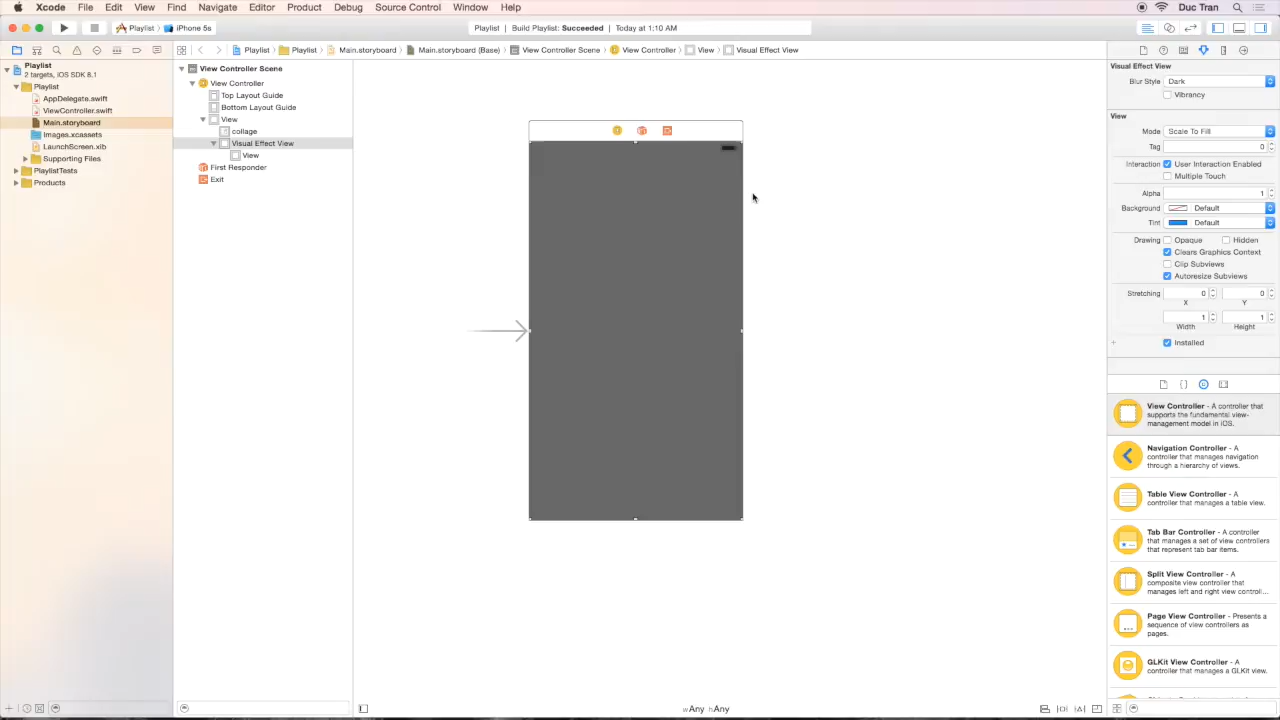 Xcode File Edit View Find Navigate Editor Product Debug Source Control Window Help Duc Tran
Playlist iPhone 5s
Playlist | Build Playlist: Succeeded | Today at 1:10 AM
Playlist Playlist Main.storyboard Main.storyboard (Base) View Controller Scene View Controller View Visual Effect View
Playlist
2 targets, iOS SDK 8.1
Playlist
AppDelegate.swift
ViewController.swift
Main.storyboard
Images.xcassets
LaunchScreen.xib
Supporting Files
PlaylistTests
Products
View Controller Scene
View Controller
Top Layout Guide
Bottom Layout Guide
View
collage
Visual Effect View
View
First Responder
Exit
wAny hAny
Visual Effect View
Blur Style Dark
Vibrancy
View
Mode Scale To Fill
Tag 0
Interaction User Interaction Enabled
Multiple Touch
Alpha 1
Background Default
Tint Default
Drawing Opaque Hidden
Clears Graphics Context
Clip Subviews
Autoresize Subviews
Stretching 0 0
X Y
1 1
Width Height
Installed
View Controller - A controller that
supports the fundamental view-
management model in iOS.
Navigation Controller - A
controller that manages navigation
through a hierarchy of views.
Table View Controller - A
controller that manages a table view.
Tab Bar Controller - A controller
that manages a set of view controllers
that represent tab bar items.
Split View Controller - A
composite view controller that
manages left and right view controll...
Page View Controller - Presents a
sequence of view controllers as
pages.
GLKit View Controller - A
controller that manages a GLKit view.